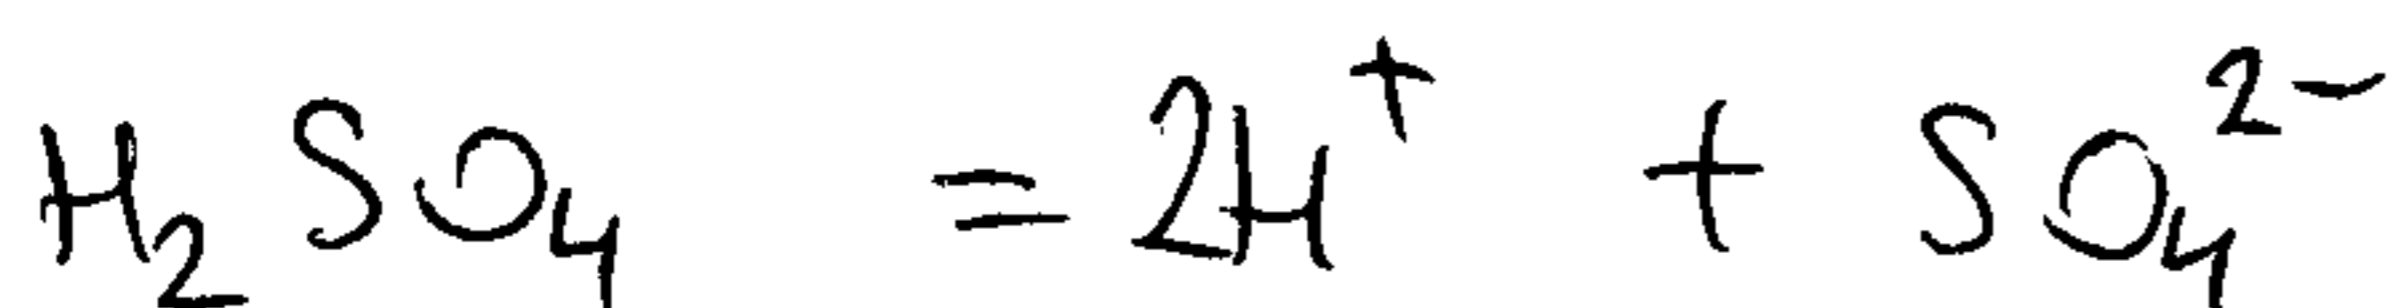 H₂SO₄ = 2H⁺ + SO₄²⁻